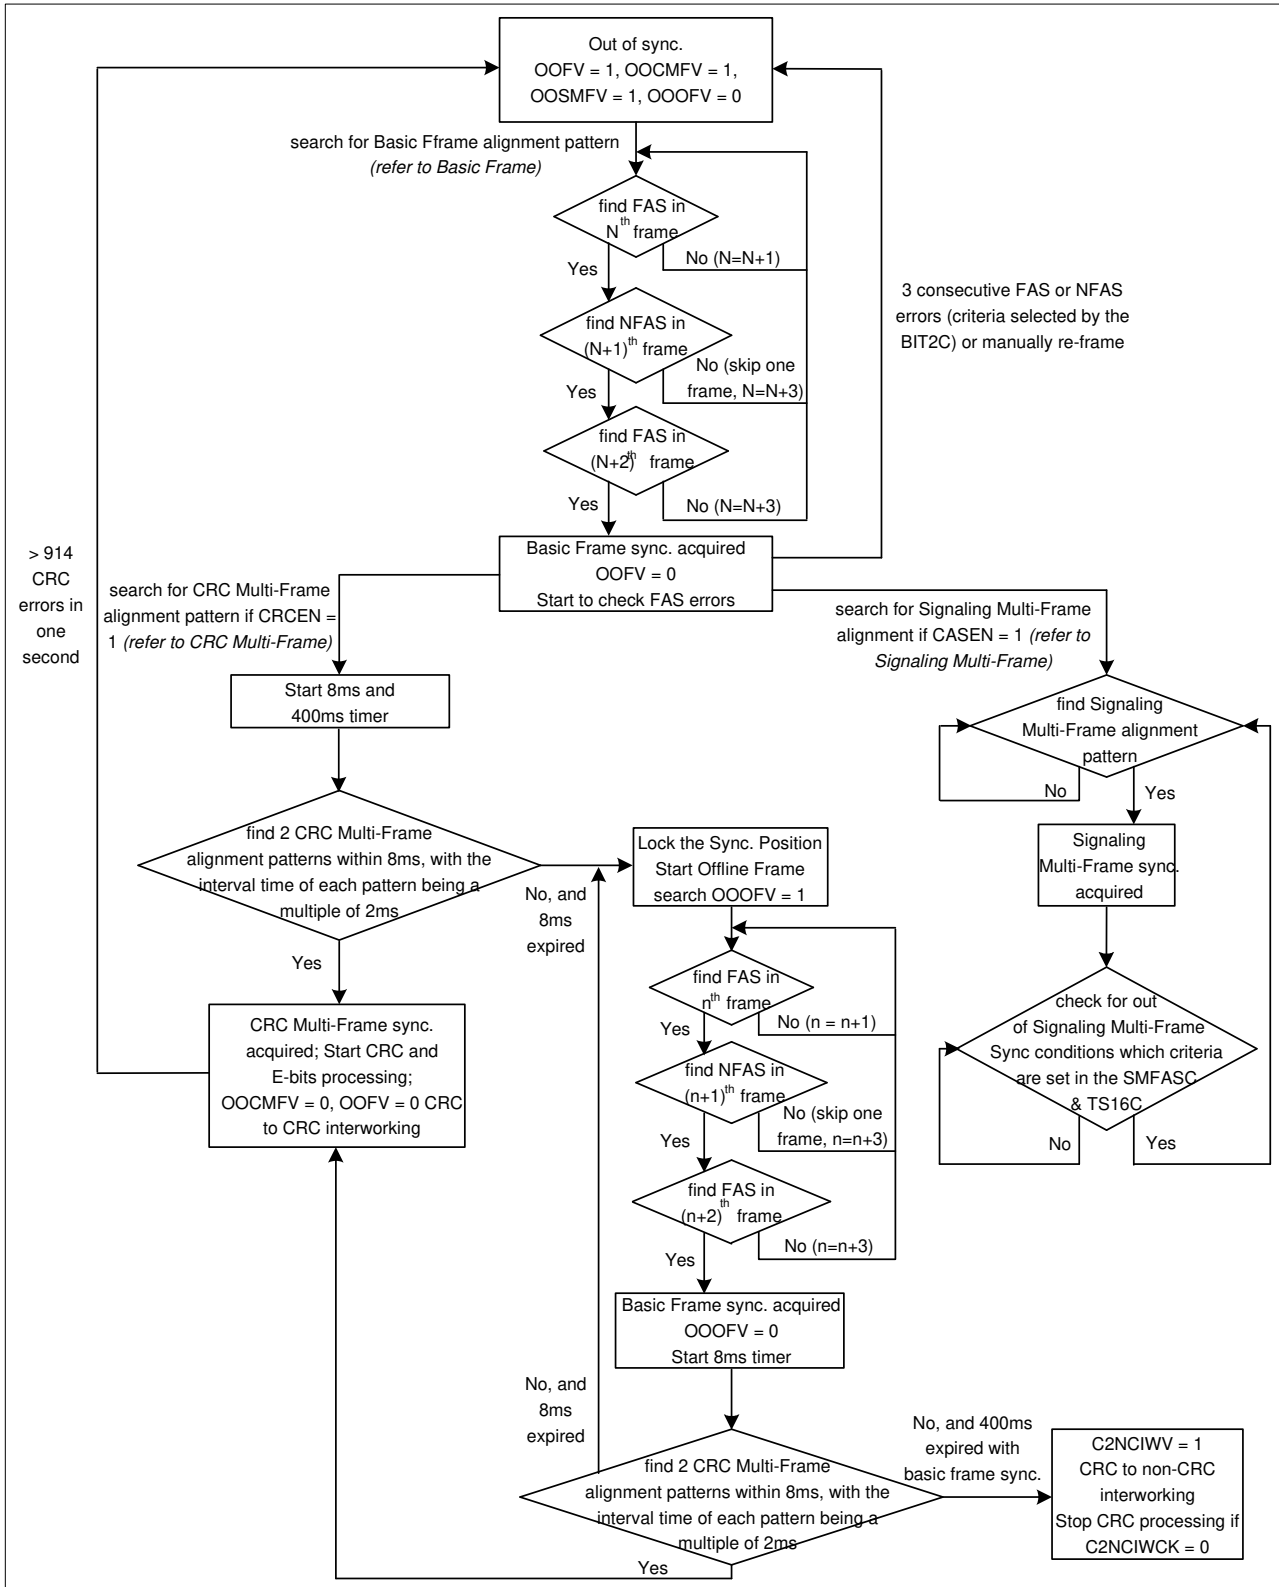 Out of sync.
OOFV = 1, OOCMFV = 1,
OOSMFV = 1, OOOFV = 0
search for Basic Fframe alignment pattern
(refer to Basic Frame)
find FAS in
Nth frame
No (N=N+1)
Yes
find NFAS in
(N+1)th frame
No (skip one
frame, N=N+3)
Yes
find FAS in
(N+2)th frame
No (N=N+3)
Yes
3 consecutive FAS or NFAS
errors (criteria selected by the
BIT2C) or manually re-frame
Basic Frame sync. acquired
OOFV = 0
Start to check FAS errors
> 914
CRC
errors in
one
second
search for CRC Multi-Frame
alignment pattern if CRCEN =
1 (refer to CRC Multi-Frame)
search for Signaling Multi-Frame
alignment if CASEN = 1 (refer to
Signaling Multi-Frame)
Start 8ms and
400ms timer
find Signaling
Multi-Frame alignment
pattern
No
Yes
find 2 CRC Multi-Frame
alignment patterns within 8ms, with the
interval time of each pattern being a
multiple of 2ms
No, and
8ms
expired
Yes
Lock the Sync. Position
Start Offline Frame
search OOOFV = 1
Signaling
Multi-Frame sync.
acquired
find FAS in
nth frame
No (n = n+1)
Yes
check for out
of Signaling Multi-Frame
Sync conditions which criteria
are set in the SMFASC
& TS16C
No
Yes
CRC Multi-Frame sync.
acquired; Start CRC and
E-bits processing;
OOCMFV = 0, OOFV = 0 CRC
to CRC interworking
find NFAS in
(n+1)th frame
No (skip one
frame, n=n+3)
Yes
find FAS in
(n+2)th frame
No (n=n+3)
Yes
Basic Frame sync. acquired
OOOFV = 0
Start 8ms timer
No, and
8ms
expired
find 2 CRC Multi-Frame
alignment patterns within 8ms, with the
interval time of each pattern being a
multiple of 2ms
Yes
No, and 400ms
expired with
basic frame sync.
C2NCIWV = 1
CRC to non-CRC
interworking
Stop CRC processing if
C2NCIWCK = 0